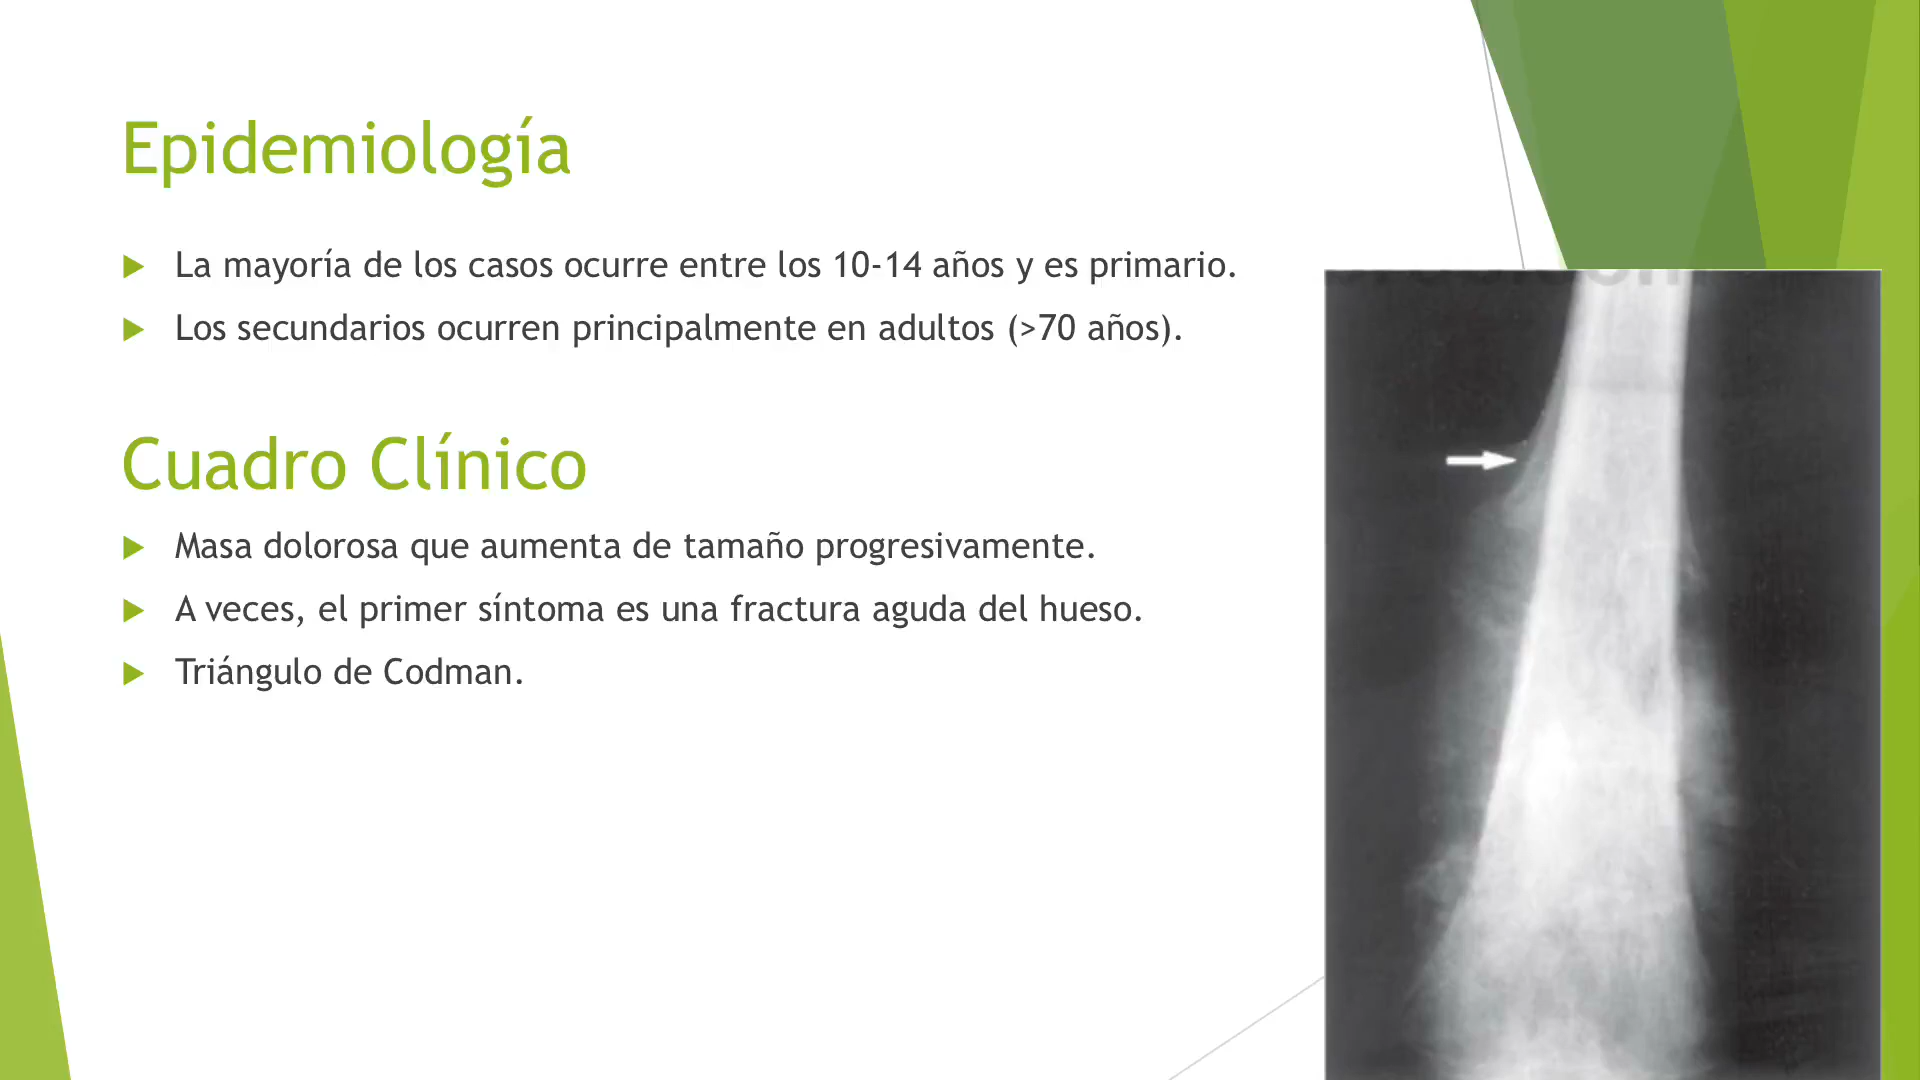 Epidemiología
La mayoría de los casos ocurre entre los 10-14 años y es primario.
Los secundarios ocurren principalmente en adultos (>70 años).
Cuadro Clínico
Masa dolorosa que aumenta de tamaño progresivamente.
A veces, el primer síntoma es una fractura aguda del hueso.
Triángulo de Codman.